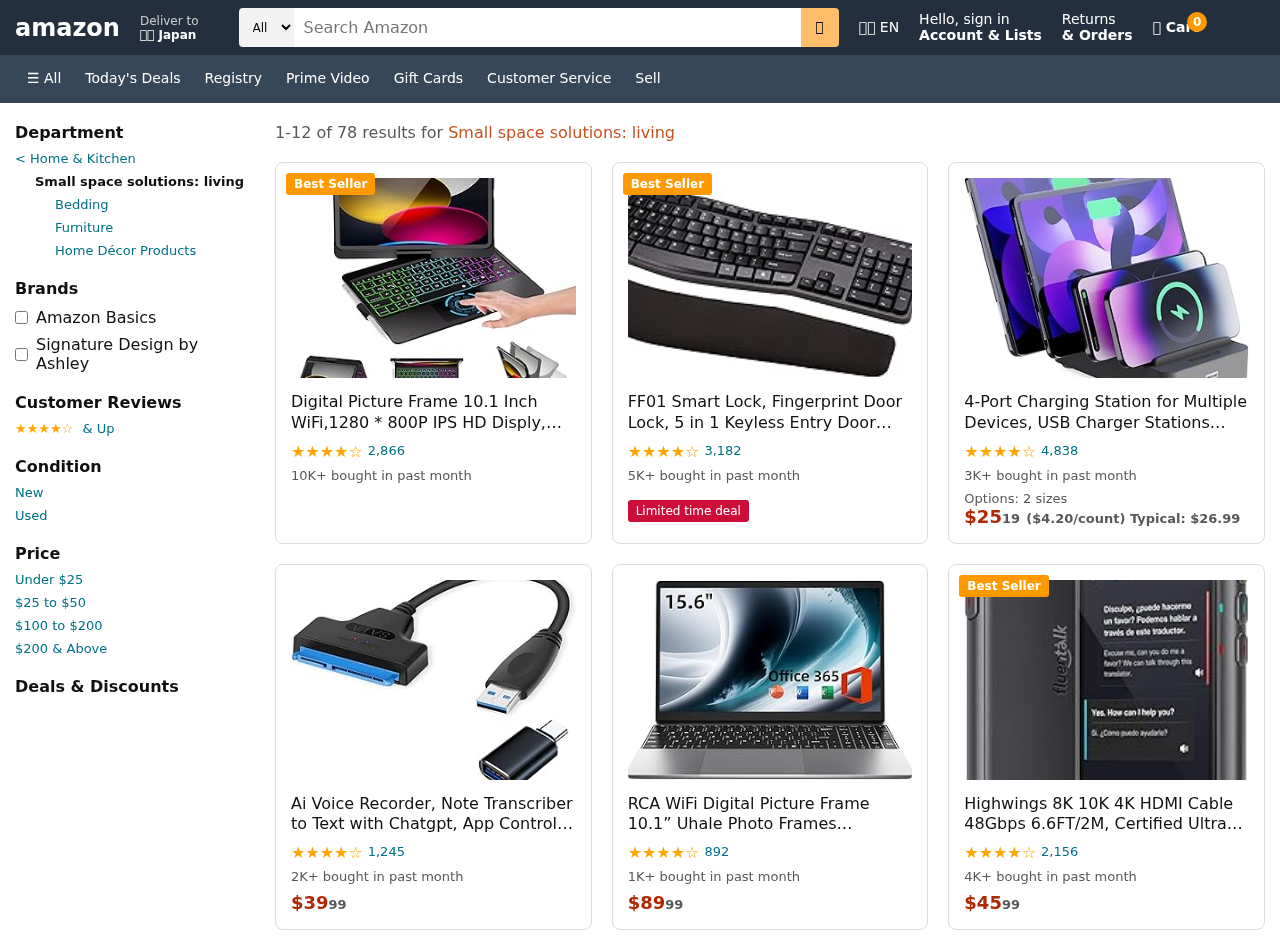 amazon
Deliver to
Japan
All
Search Amazon
EN
Hello, sign in
Account & Lists
Returns
& Orders
0
☰ All
Today's Deals
Registry
Prime Video
Gift Cards
Customer Service
Sell
Department
< Home & Kitchen
Small space solutions: living
Bedding
Furniture
Home Décor Products
Brands
Amazon Basics
Signature Design by
Ashley
Customer Reviews
★★★★☆ & Up
Condition
New
Used
Price
Under $25
$25 to $50
$100 to $200
$200 & Above
Deals & Discounts
1-12 of 78 results for Small space solutions: living
Best Seller
Digital Picture Frame 10.1 Inch
WiFi,1280 * 800P IPS HD Disply,…
★★★★☆ 2,866
10K+ bought in past month
Best Seller
FF01 Smart Lock, Fingerprint Door
Lock, 5 in 1 Keyless Entry Door…
★★★★☆ 3,182
5K+ bought in past month
Limited time deal
4-Port Charging Station for Multiple
Devices, USB Charger Stations…
★★★★☆ 4,838
3K+ bought in past month
Options: 2 sizes
$25 19 ($4.20/count) Typical: $26.99
Ai Voice Recorder, Note Transcriber
to Text with Chatgpt, App Control…
★★★★☆ 1,245
2K+ bought in past month
$39 99
15.6"
Office 365
RCA WiFi Digital Picture Frame
10.1” Uhale Photo Frames…
★★★★☆ 892
1K+ bought in past month
$89 99
Best Seller
fluentalk
Disculpe, ¿puede hacerme
un favor? Podemos hablar a
través de este traductor.
Excuse me, can you do me a
favor? We can talk through this
translator.
Yes. How can I help you?
Sí. ¿Cómo puedo ayudarle?
Highwings 8K 10K 4K HDMI Cable
48Gbps 6.6FT/2M, Certified Ultra…
★★★★☆ 2,156
4K+ bought in past month
$45 99